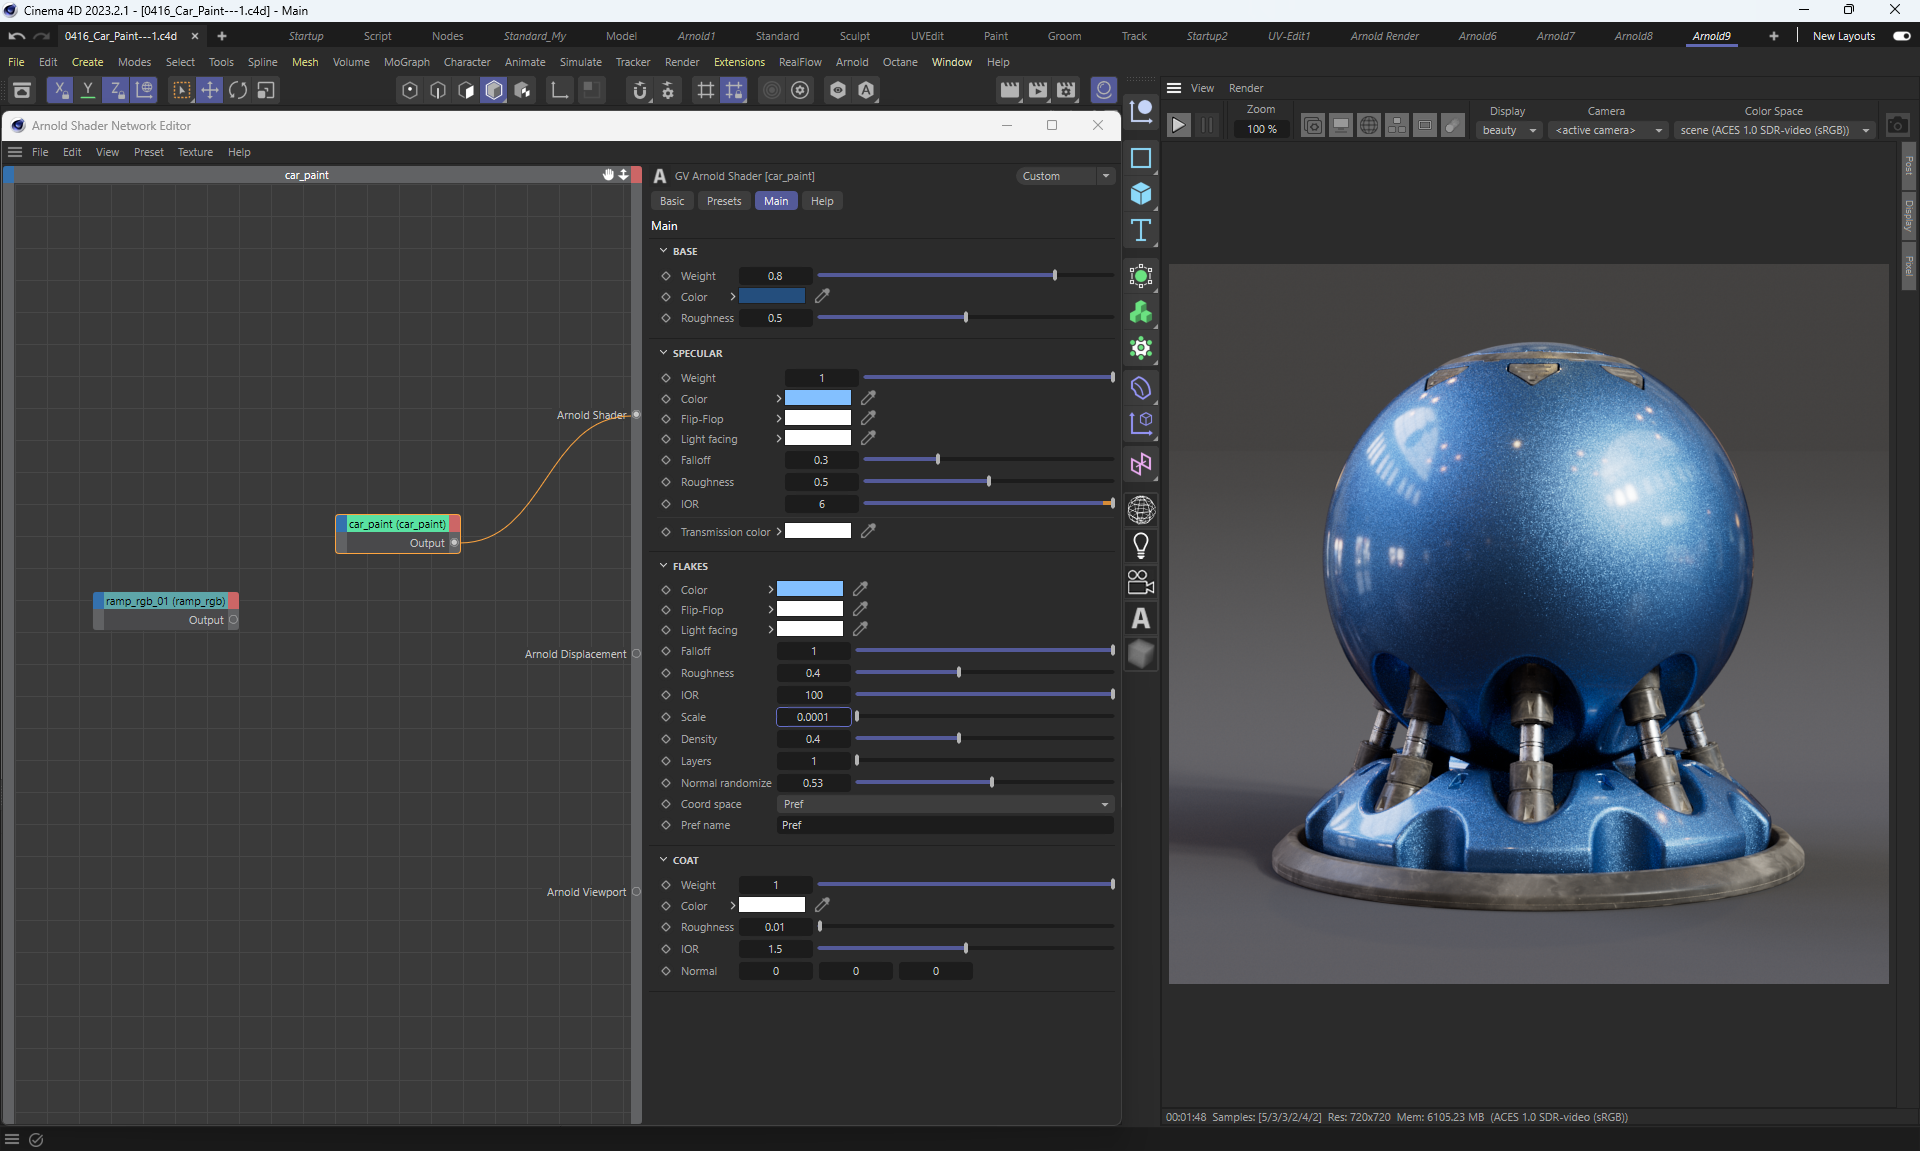 Cinema 4D 2023.2.1 - [0416_Car_Paint---1.c4d] - Main
0416_Car_Paint---1.c4d × + Startup Script Nodes Standard_My Model Arnold1 Standard Sculpt UVEdit Paint Groom Track Startup2 UV-Edit1 Arnold Render Arnold6 Arnold7 Arnold8 Arnold9 + New Layouts
File Edit Create Modes Select Tools Spline Mesh Volume MoGraph Character Animate Simulate Tracker Render Extensions RealFlow Arnold Octane Window Help
X Y Z
View Render
Zoom Display Camera Color Space
100 % beauty <active camera> scene (ACES 1.0 SDR-video (sRGB))
Arnold Shader Network Editor
File Edit View Preset Texture Help
car_paint
Arnold Shader
car_paint (car_paint)
Output
ramp_rgb_01 (ramp_rgb)
Output
Arnold Displacement
Arnold Viewport
A GV Arnold Shader [car_paint] Custom
Basic Presets Main Help
Main
BASE
Weight 0.8
Color
Roughness 0.5
SPECULAR
Weight 1
Color
Flip-Flop
Light facing
Falloff 0.3
Roughness 0.5
IOR 6
Transmission color
FLAKES
Color
Flip-Flop
Light facing
Falloff 1
Roughness 0.4
IOR 100
Scale 0.0001
Density 0.4
Layers 1
Normal randomize 0.53
Coord space Pref
Pref name Pref
COAT
Weight 1
Color
Roughness 0.01
IOR 1.5
Normal 0 0 0
T
A
Post
Display
Pixel
00:01:48 Samples: [5/3/3/2/4/2] Res: 720x720 Mem: 6105.23 MB (ACES 1.0 SDR-video (sRGB))